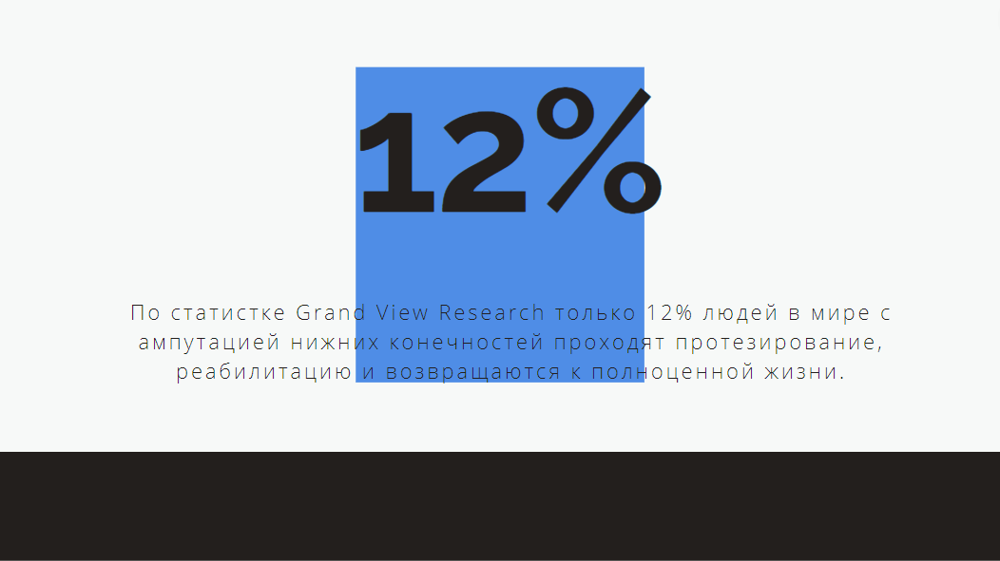 12%
По статистке Grand View Research только 12% людей в мире с
ампутацией нижних конечностей проходят протезирование,
реабилитацию и возвращаются к полноценной жизни.